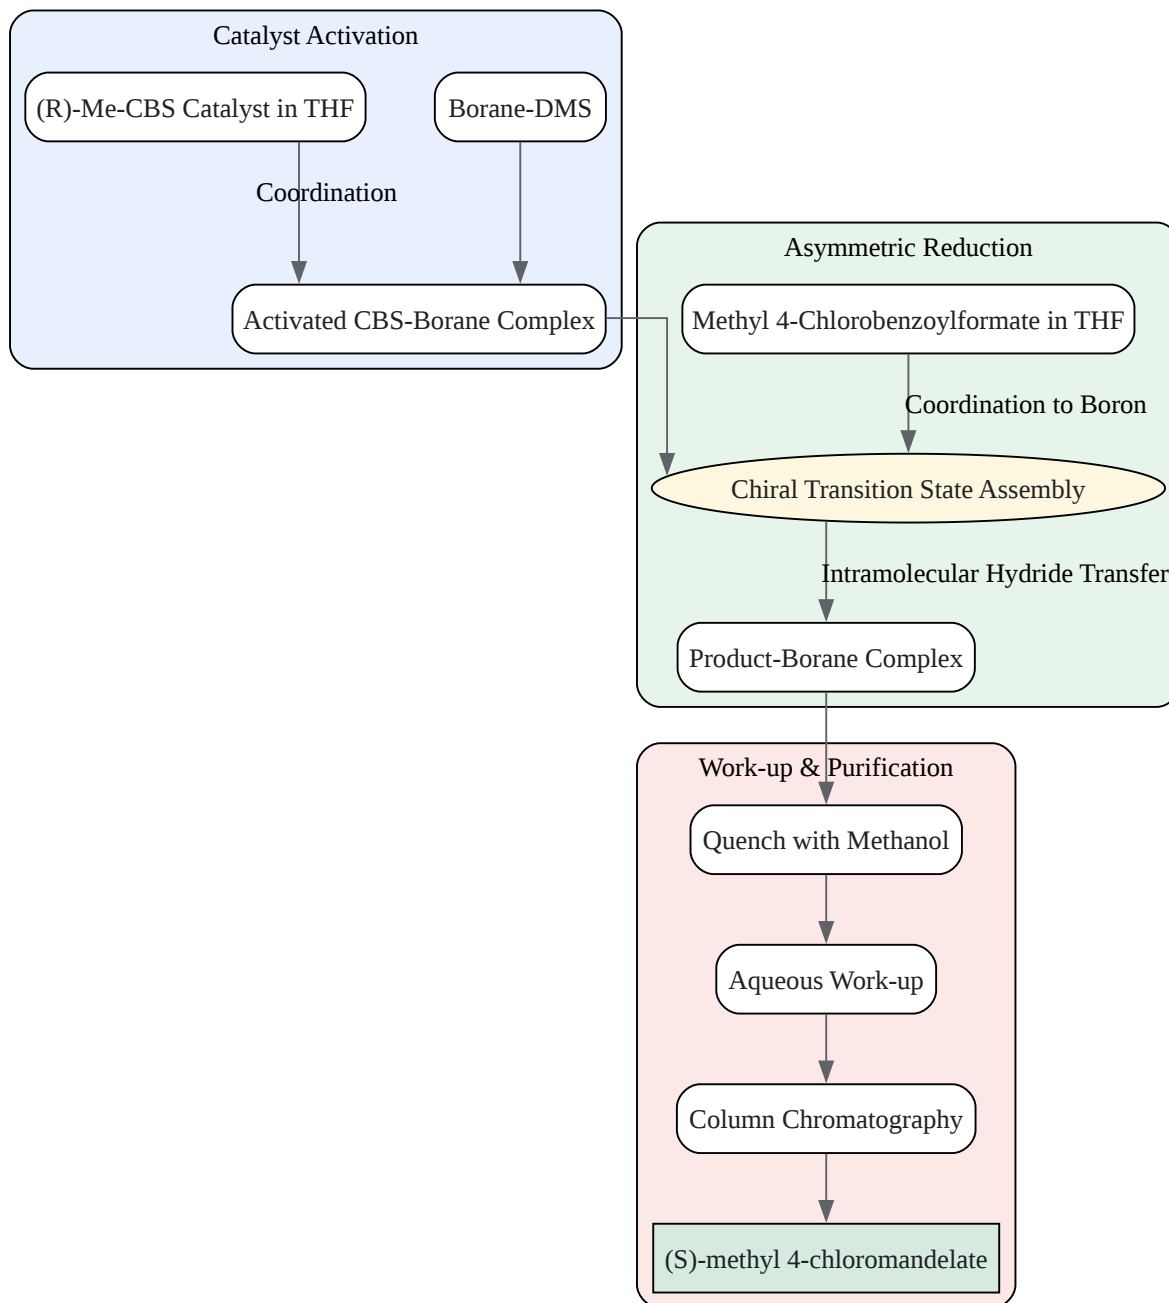 Catalyst Activation
(R)-Me-CBS Catalyst in THF
Borane-DMS
Coordination
Activated CBS-Borane Complex
Asymmetric Reduction
Methyl 4-Chlorobenzoylformate in THF
Coordination to Boron
Chiral Transition State Assembly
Intramolecular Hydride Transfer
Product-Borane Complex
Work-up & Purification
Quench with Methanol
Aqueous Work-up
Column Chromatography
(S)-methyl 4-chloromandelate